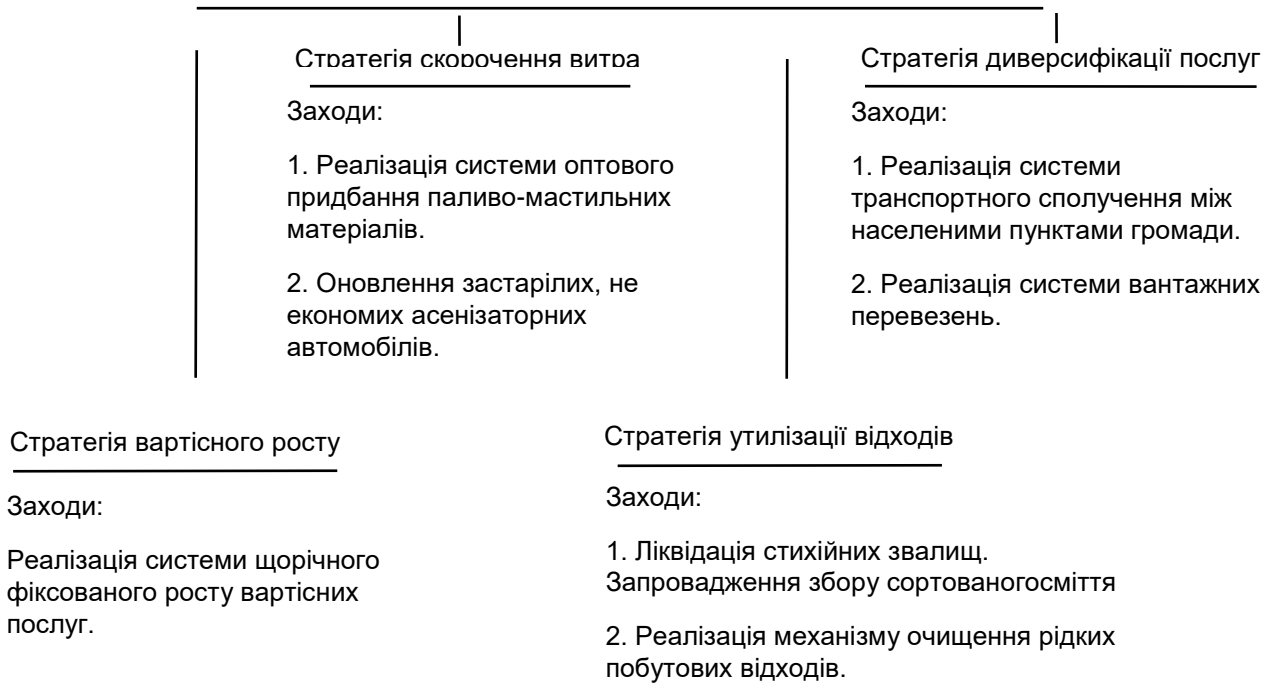 Стратегія скорочення витра
Заходи:
1. Реалізація системи оптового
придбання паливо-мастильних
матеріалів.
2. Оновлення застарілих, не
економих асенізаторних
автомобілів.
Стратегія диверсифікації послуг
Заходи:
1. Реалізація системи
транспортного сполучення між
населеними пунктами громади.
2. Реалізація системи вантажних
перевезень.
Стратегія вартісного росту
Заходи:
Реалізація системи щорічного
фіксованого росту вартісних
послуг.
Стратегія утилізації відходів
Заходи:
1. Ліквідація стихійних звалищ.
Запровадження збору сортованогосміття
2. Реалізація механізму очищення рідких
побутових відходів.